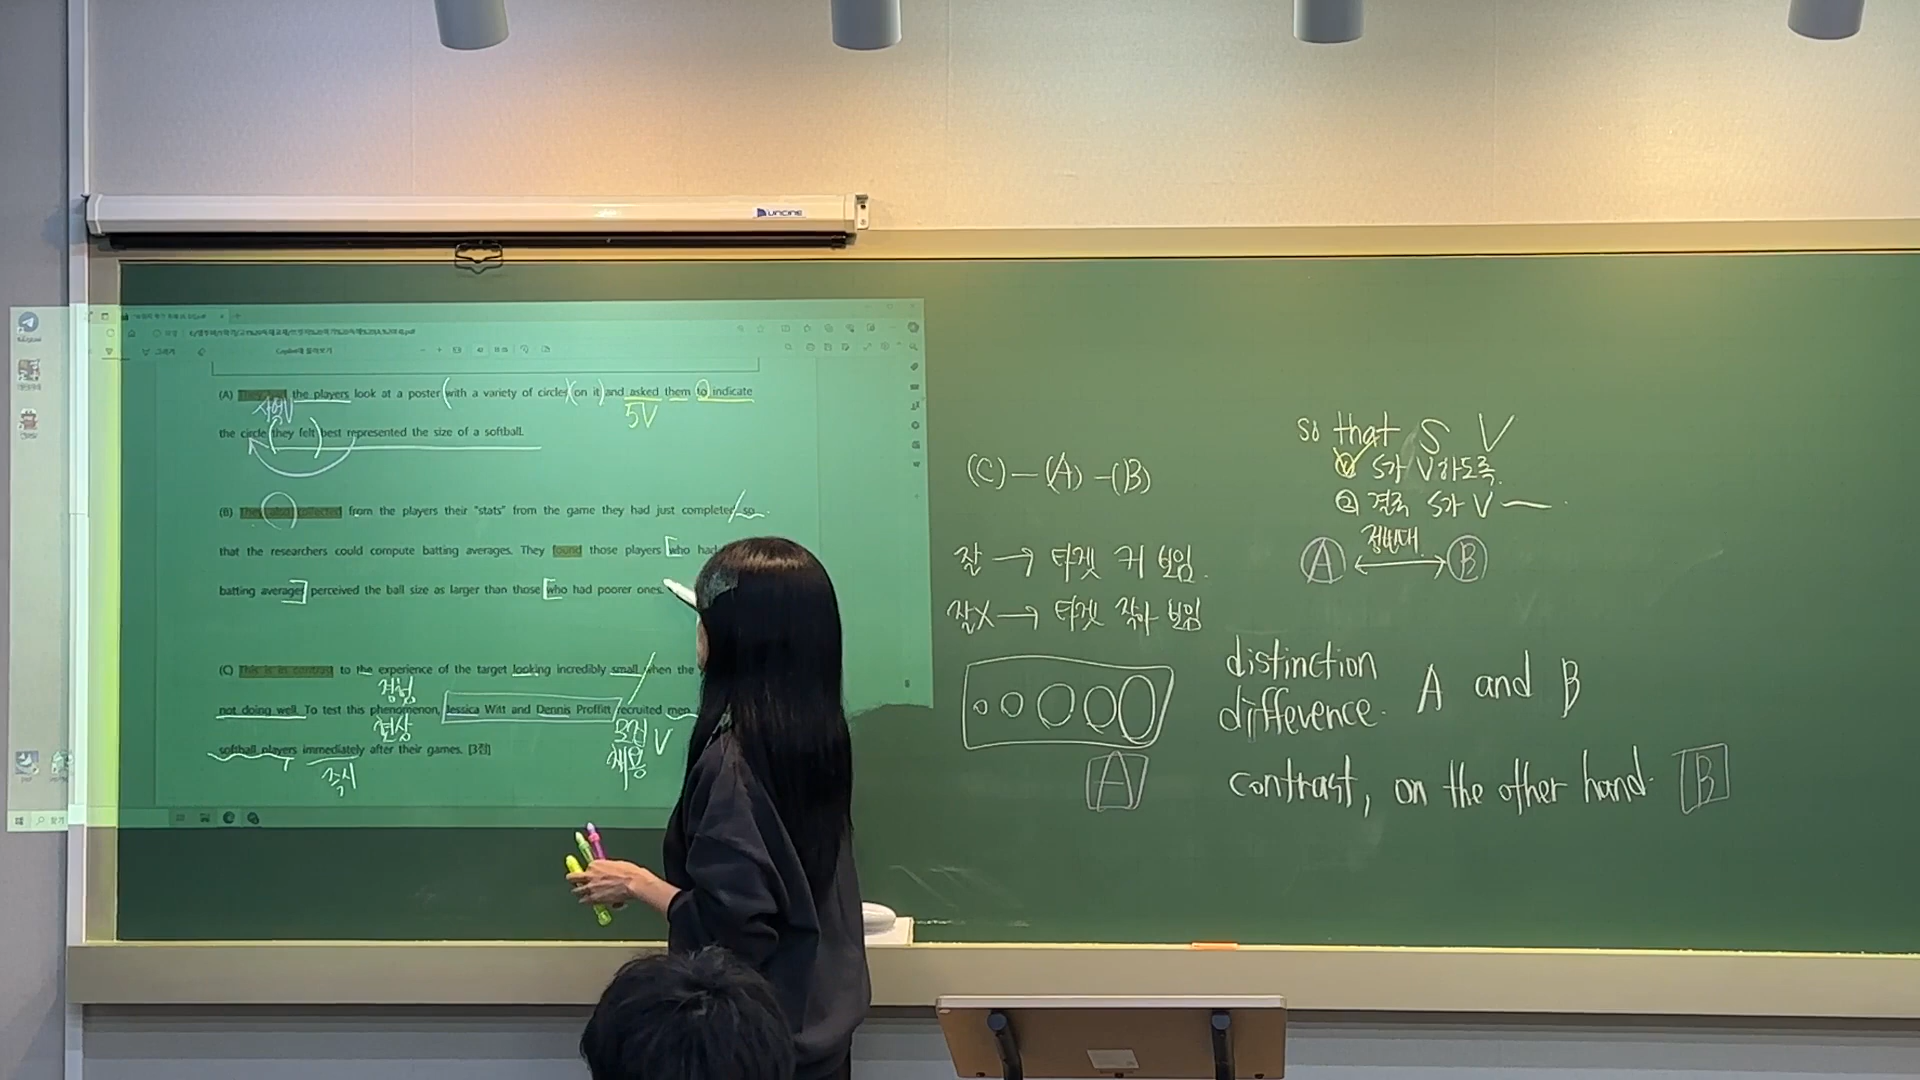 UNCINE
(A) the players look at a poster (with a variety of circles)(on it) and asked them to indicate
사역V
5V
the circle (they felt) best represented the size of a softball.
(B) They also collected from the players their "stats" from the game they had just completed/ so
that the researchers could compute batting averages. They found those players [who had
batting averages] perceived the ball size as larger than those [who had poorer ones.
(C) This is in contrast to the experience of the target looking incredibly small/ when the
경험
not doing well. To test this phenomenon, Jessica Witt and Dennis Proffitt recruited men
현상
모집
채용
V
softball players immediately after their games. [3점]
즉시
(C) – (A) – (B)
잘 → 타겟 커 보임.
잘X → 타겟 작아 보임
A
so that S V
① S가 V하도록.
② 결국 S가 V
정반대
A ↔ B
distinction
difference. A and B
contrast, on the other hand. B